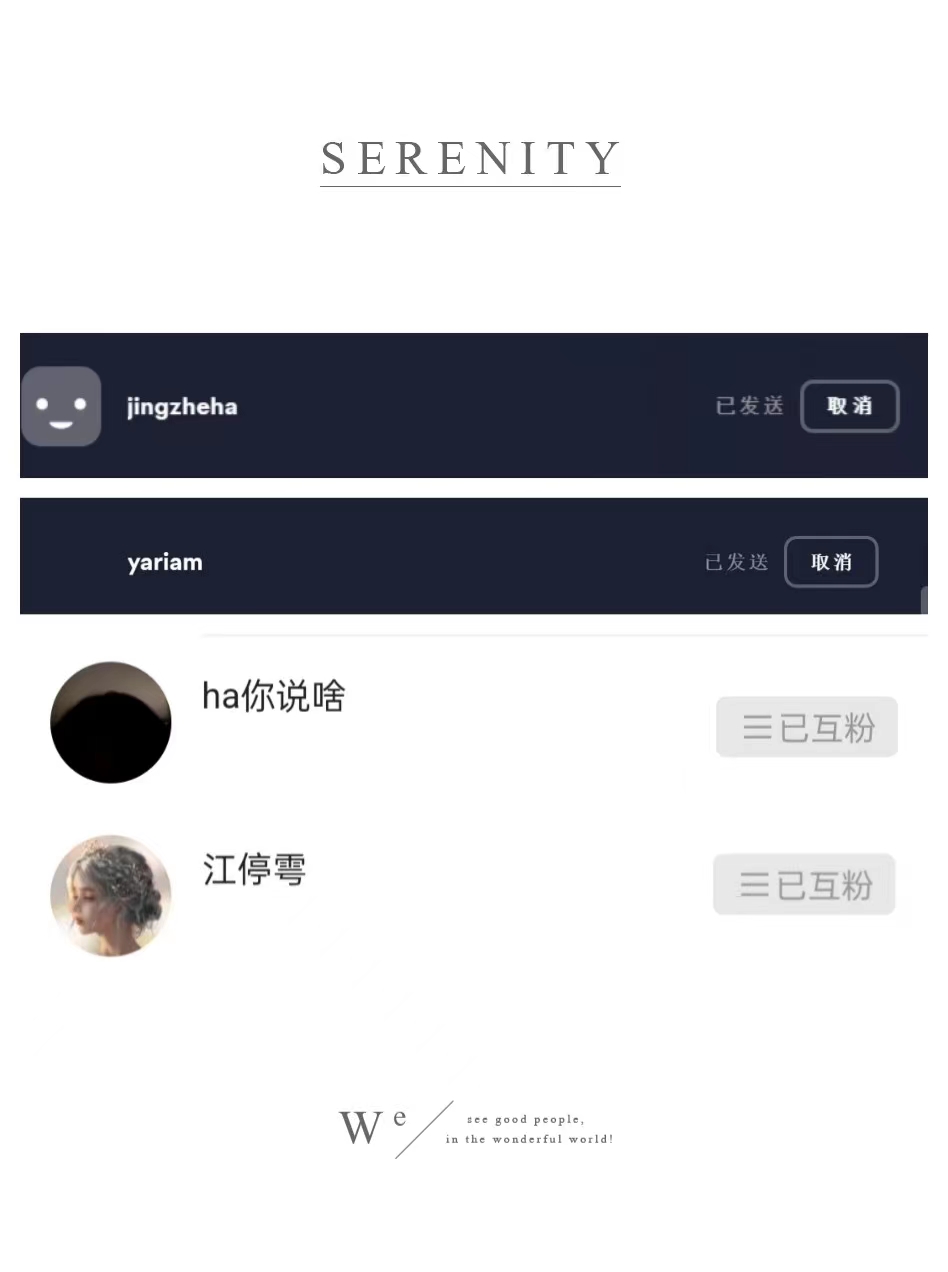 SERENITY
jingzheha 已发送 取消
yariam 已发送 取消
ha你说啥
三已互粉
江停雩
三已互粉
We
see good people,
in the wonderful world!